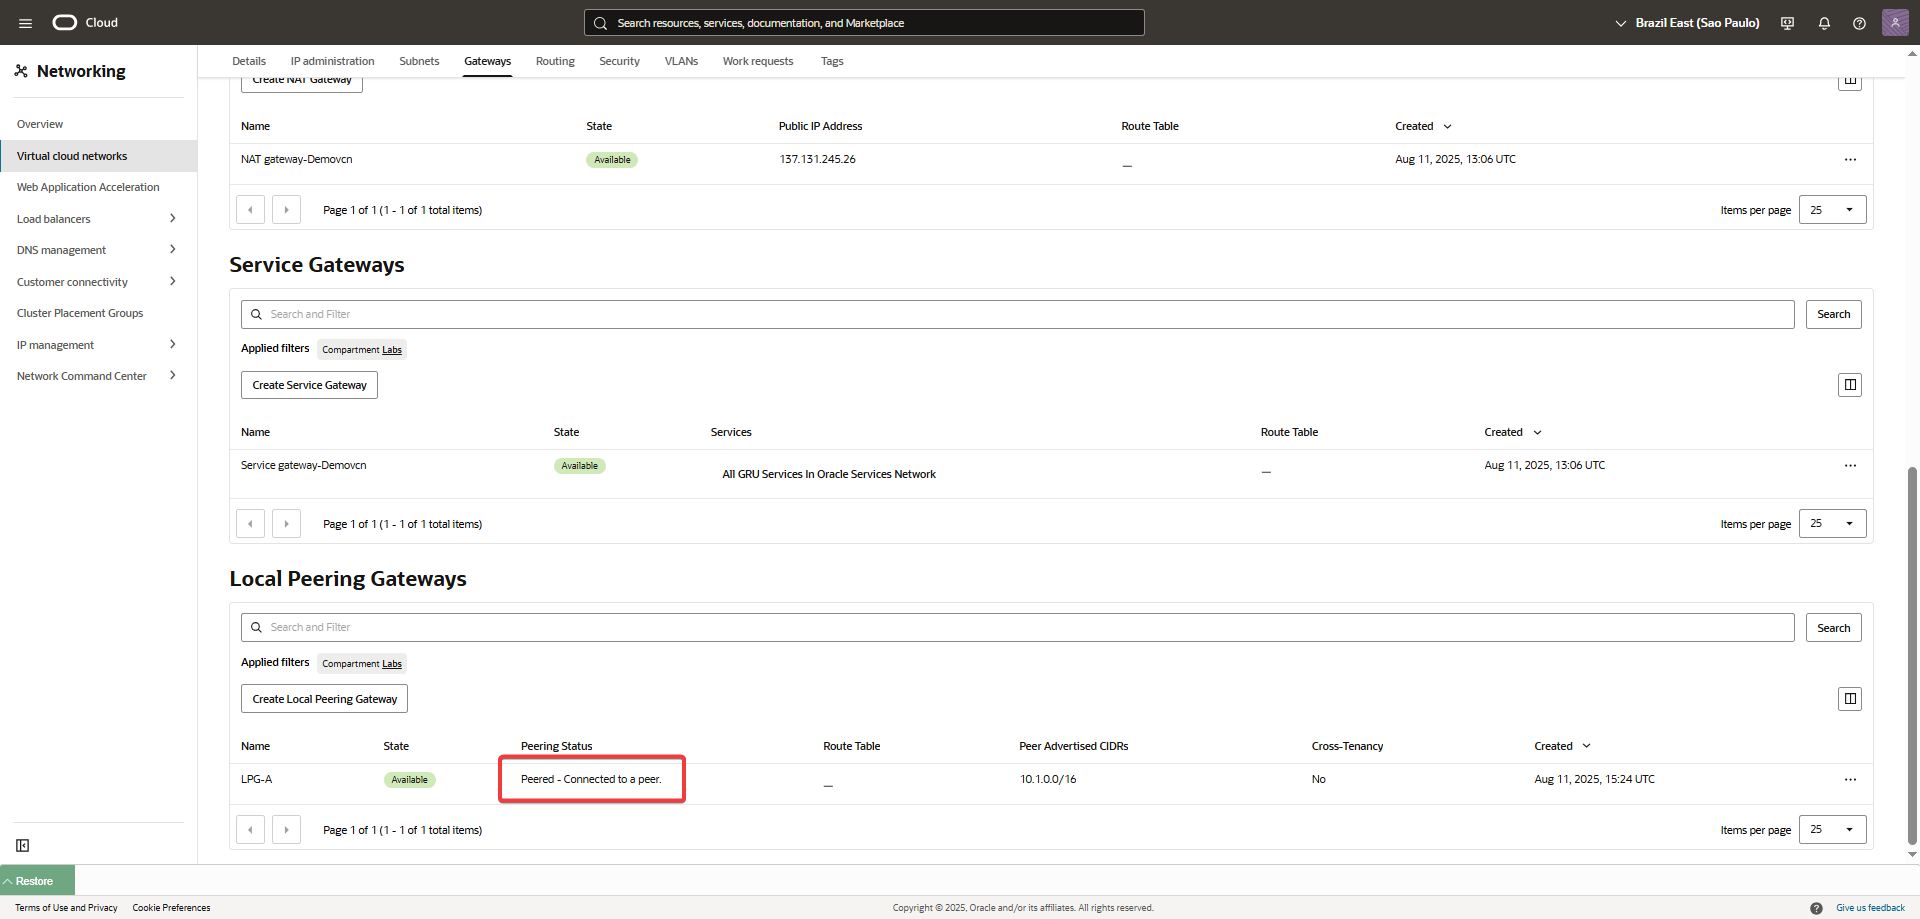 Cloud
Search resources, services, documentation, and Marketplace
Brazil East (Sao Paulo)
Networking
Overview
Virtual cloud networks
Web Application Acceleration
Load balancers
DNS management
Customer connectivity
Cluster Placement Groups
IP management
Network Command Center
Details IP administration Subnets Gateways Routing Security VLANs Work requests Tags
Create NAT Gateway
Name State Public IP Address Route Table Created
NAT gateway-Demovcn Available 137.131.245.26 — Aug 11, 2025, 13:06 UTC ...
Page 1 of 1 (1 - 1 of 1 total items) Items per page 25
Service Gateways
Search and Filter Search
Applied filters Compartment Labs
Create Service Gateway
Name State Services Route Table Created
Service gateway-Demovcn Available All GRU Services In Oracle Services Network — Aug 11, 2025, 13:06 UTC ...
Page 1 of 1 (1 - 1 of 1 total items) Items per page 25
Local Peering Gateways
Search and Filter Search
Applied filters Compartment Labs
Create Local Peering Gateway
Name State Peering Status Route Table Peer Advertised CIDRs Cross-Tenancy Created
LPG-A Available Peered - Connected to a peer. — 10.1.0.0/16 No Aug 11, 2025, 15:24 UTC ...
Page 1 of 1 (1 - 1 of 1 total items) Items per page 25
Restore
Terms of Use and Privacy Cookie Preferences Copyright © 2025, Oracle and/or its affiliates. All rights reserved. Give us feedback